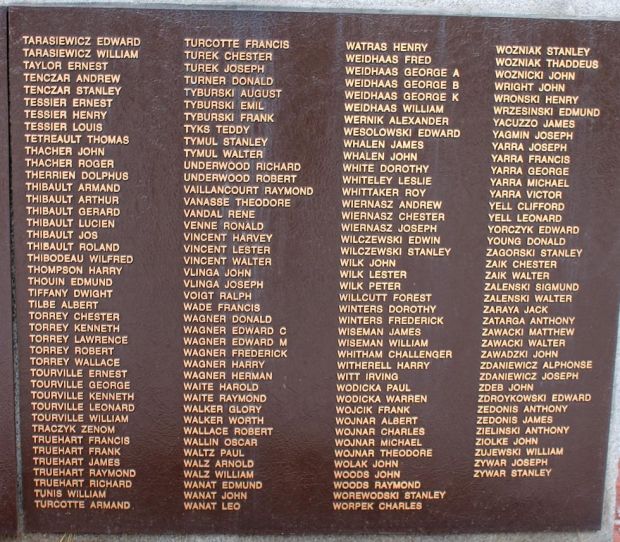 TARASIEWICZ EDWARD
TARASIEWICZ WILLIAM
TAYLOR ERNEST
TENCZAR ANDREW
TENCZAR STANLEY
TESSIER ERNEST
TESSIER HENRY
TESSIER LOUIS
TETREAULT THOMAS
THACHER JOHN
THACHER ROGER
THERRIEN DOLPHUS
THIBAULT ARMAND
THIBAULT ARTHUR
THIBAULT GERARD
THIBAULT LUCIEN
THIBAULT JOS
THIBAULT ROLAND
THIBODEAU WILFRED
THOMPSON HARRY
THOUIN EDMUND
TIFFANY DWIGHT
TILBE ALBERT
TORREY CHESTER
TORREY KENNETH
TORREY LAWRENCE
TORREY ROBERT
TORREY WALLACE
TOURVILLE ERNEST
TOURVILLE GEORGE
TOURVILLE KENNETH
TOURVILLE LEONARD
TOURVILLE WILLIAM
TRACZYK ZENOM
TRUEHART FRANCIS
TRUEHART FRANK
TRUEHART JAMES
TRUEHART RAYMOND
TRUEHART RICHARD
TUNIS WILLIAM
TURCOTTE ARMAND
TURCOTTE FRANCIS
TUREK CHESTER
TUREK JOSEPH
TURNER DONALD
TYBURSKI AUGUST
TYBURSKI EMIL
TYBURSKI FRANK
TYKS TEDDY
TYMUL STANLEY
TYMUL WALTER
UNDERWOOD RICHARD
UNDERWOOD ROBERT
VAILLANCOURT RAYMOND
VANASSE THEODORE
VANDAL RENE
VENNE RONALD
VINCENT HARVEY
VINCENT LESTER
VINCENT WALTER
VLINGA JOHN
VLINGA JOSEPH
VOIGT RALPH
WADE FRANCIS
WAGNER DONALD
WAGNER EDWARD C
WAGNER EDWARD M
WAGNER FREDERICK
WAGNER HARRY
WAGNER HERMAN
WAITE HAROLD
WAITE RAYMOND
WALKER GLORY
WALKER WORTH
WALLACE ROBERT
WALLIN OSCAR
WALTZ PAUL
WALZ ARNOLD
WALZ WILLIAM
WANAT EDMUND
WANAT JOHN
WANAT LEO
WATRAS HENRY
WEIDHAAS FRED
WEIDHAAS GEORGE A
WEIDHAAS GEORGE B
WEIDHAAS GEORGE K
WEIDHAAS WILLIAM
WERNIK ALEXANDER
WESOLOWSKI EDWARD
WHALEN JAMES
WHALEN JOHN
WHITE DOROTHY
WHITELEY LESLIE
WHITTAKER ROY
WIERNASZ ANDREW
WIERNASZ CHESTER
WIERNASZ JOSEPH
WILCZEWSKI EDWIN
WILCZEWSKI STANLEY
WILK JOHN
WILK LESTER
WILK PETER
WILLCUTT FOREST
WINTERS DOROTHY
WINTERS FREDERICK
WISEMAN JAMES
WISEMAN WILLIAM
WHITHAM CHALLENGER
WITHERELL HARRY
WITT IRVING
WODICKA PAUL
WODICKA WARREN
WOJCIK FRANK
WOJNAR ALBERT
WOJNAR CHARLES
WOJNAR MICHAEL
WOJNAR THEODORE
WOLAK JOHN
WOODS JOHN
WOODS RAYMOND
WOREWODSKI STANLEY
WORPEK CHARLES
WOZNIAK STANLEY
WOZNIAK THADDEUS
WOZNICKI JOHN
WRIGHT JOHN
WRONSKI HENRY
WRZESINSKI EDMUND
YACUZZO JAMES
YAGMIN JOSEPH
YARRA JOSEPH
YARRA FRANCIS
YARRA GEORGE
YARRA MICHAEL
YARRA VICTOR
YELL CLIFFORD
YELL LEONARD
YORCZYK EDWARD
YOUNG DONALD
ZAGORSKI STANLEY
ZAIK CHESTER
ZAIK WALTER
ZALENSKI SIGMUND
ZALENSKI WALTER
ZARAYA JACK
ZATARGA ANTHONY
ZAWACKI MATTHEW
ZAWACKI WALTER
ZAWADZKI JOHN
ZDANIEWICZ ALPHONSE
ZDANIEWICZ JOSEPH
ZDEB JOHN
ZDROYKOWSKI EDWARD
ZEDONIS ANTHONY
ZEDONIS JAMES
ZIELINSKI ANTHONY
ZIOLKE JOHN
ZUJEWSKI WILLIAM
ZYWAR JOSEPH
ZYWAR STANLEY